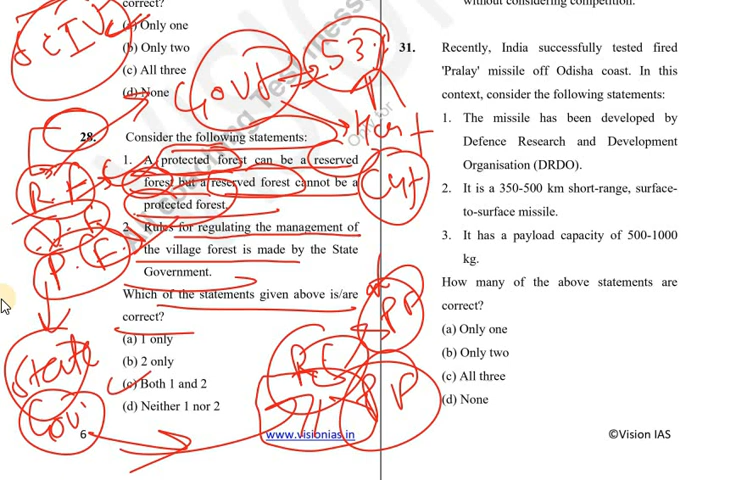 correct?
(a) Only one
(b) Only two
(c) All three
(d) None
28. Consider the following statements:
1. A protected forest can be a reserved
forest but a reserved forest cannot be a
protected forest.
2. Rules for regulating the management of
the village forest is made by the State
Government.
Which of the statements given above is/are
correct?
(a) 1 only
(b) 2 only
(c) Both 1 and 2
(d) Neither 1 nor 2
6
www.visionias.in
without considering competition.
31. Recently, India successfully tested fired
'Pralay' missile off Odisha coast. In this
context, consider the following statements:
1. The missile has been developed by
Defence Research and Development
Organisation (DRDO).
2. It is a 350-500 km short-range, surface-
to-surface missile.
3. It has a payload capacity of 500-1000
kg.
How many of the above statements are
correct?
(a) Only one
(b) Only two
(c) All three
(d) None
©Vision IAS
Govt
53%
R.F
P.F
State
Gov
RF
PP